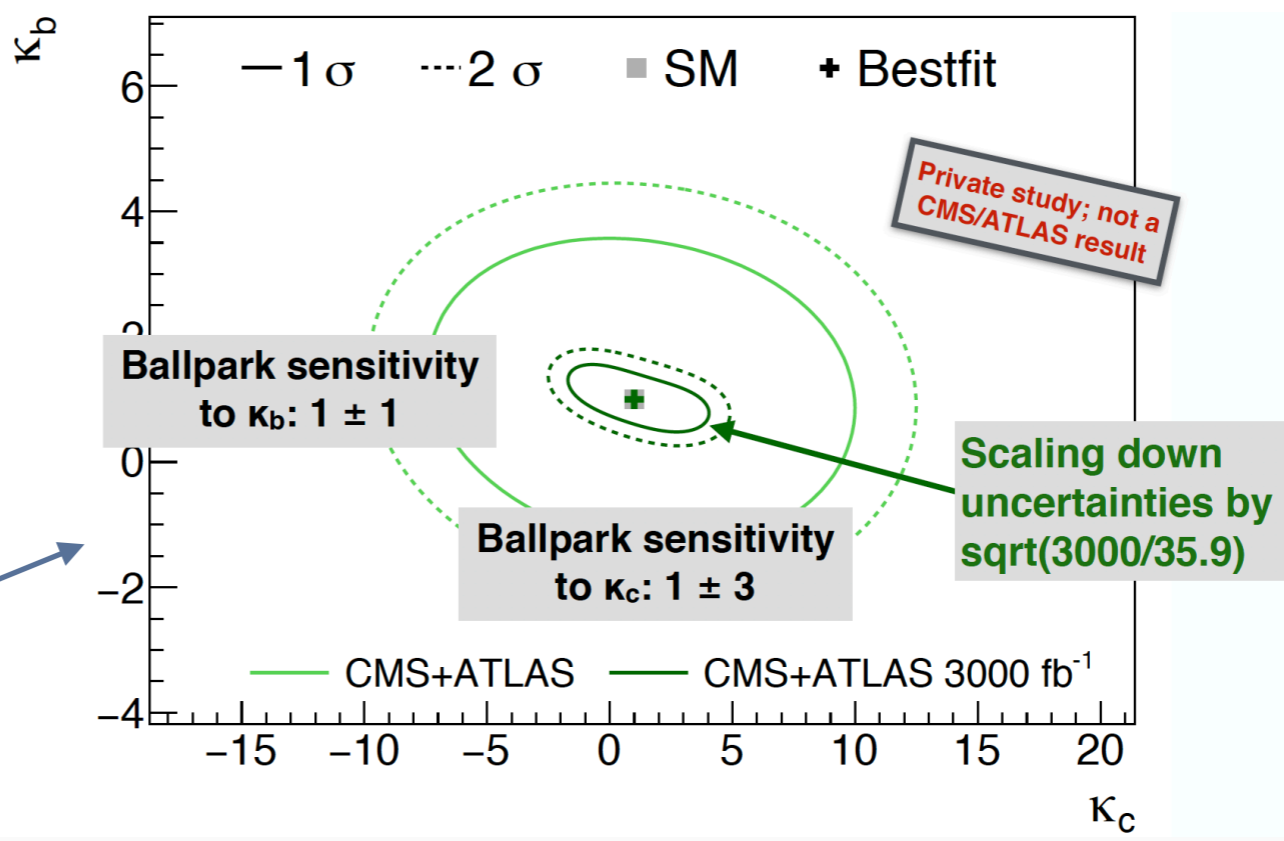 κb
1 σ 2 σ SM Bestfit
6
Private study; not a
CMS/ATLAS result
4
2
Ballpark sensitivity
to κb: 1 ± 1
0
Scaling down
uncertainties by
sqrt(3000/35.9)
Ballpark sensitivity
to κc: 1 ± 3
−2
CMS+ATLAS CMS+ATLAS 3000 fb-1
−4
−15 −10 −5 0 5 10 15 20
κc